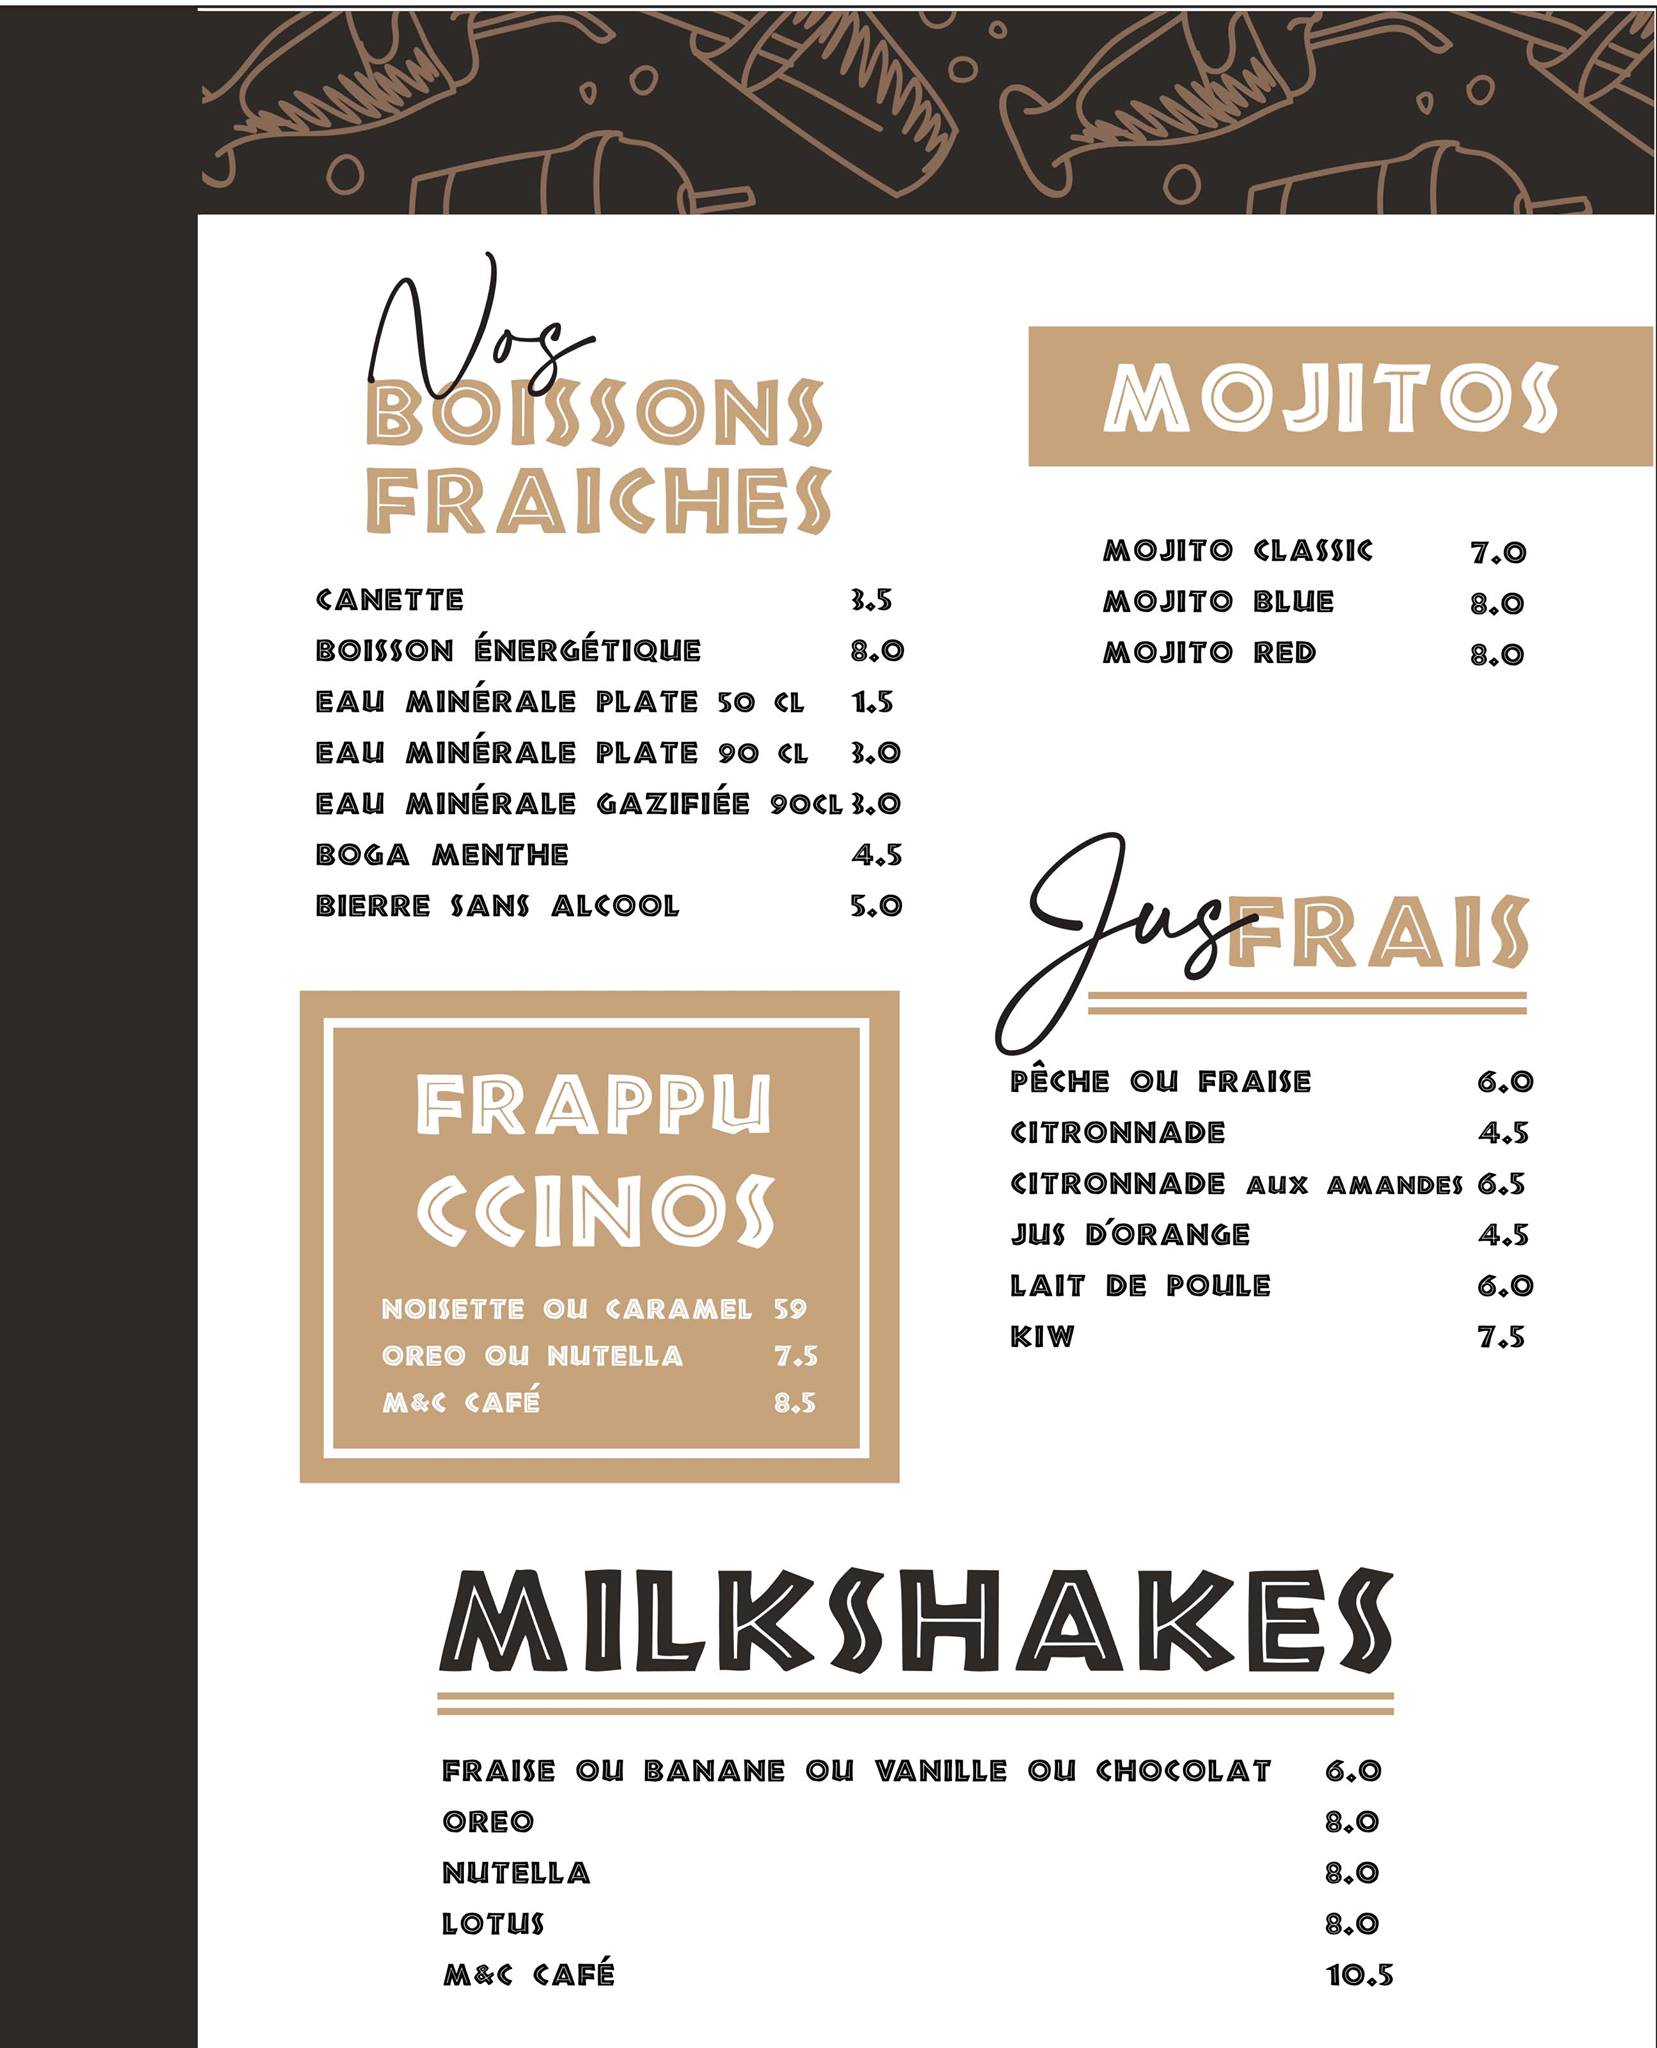 Nos
BOISSONS
FRAICHES
CANETTE 3.5
BOISSON ÉNERGÉTIQUE 8.0
EAU MINÉRALE PLATE 50 CL 1.5
EAU MINÉRALE PLATE 90 CL 3.0
EAU MINÉRALE GAZIFIÉE 90CL 3.0
BOGA MENTHE 4.5
BIERRE SANS ALCOOL 5.0
MOJITOS
MOJITO CLASSIC 7.0
MOJITO BLUE 8.0
MOJITO RED 8.0
Jus FRAIS
PÊCHE OU FRAISE 6.0
CITRONNADE 4.5
CITRONNADE AUX AMANDES 6.5
JUS D'ORANGE 4.5
LAIT DE POULE 6.0
KIW 7.5
FRAPPU
CCINOS
NOISETTE OU CARAMEL 59
OREO OU NUTELLA 7.5
M&C CAFÉ 8.5
MILKSHAKES
FRAISE OU BANANE OU VANILLE OU CHOCOLAT 6.0
OREO 8.0
NUTELLA 8.0
LOTUS 8.0
M&C CAFÉ 10.5